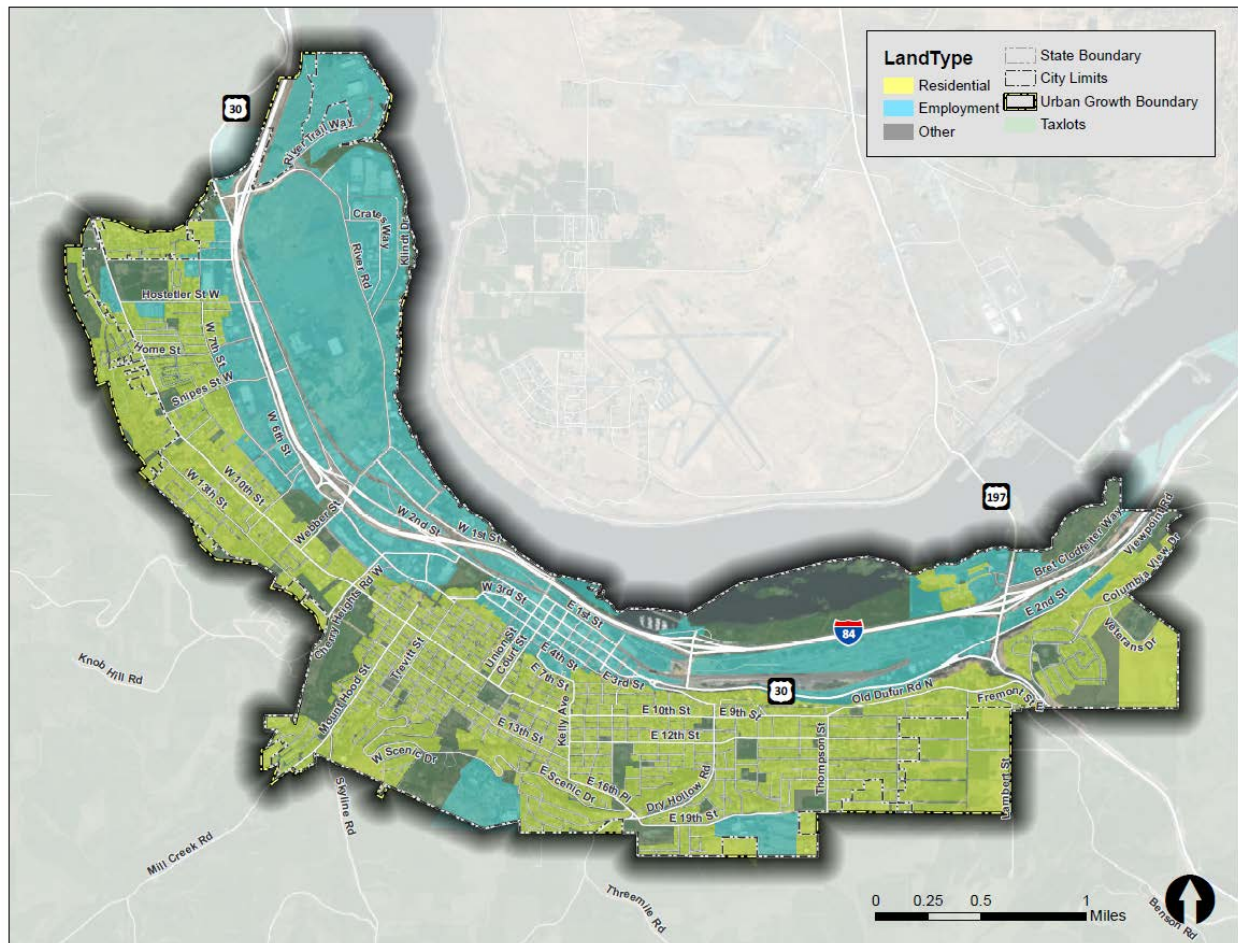 LandType
Residential
Employment
Other
State Boundary
City Limits
Urban Growth Boundary
Taxlots
30
River Trail Way
Crates Way
River Rd
Klindt Dr
Hostetler St W
W 7th St
Home St
Snipes St W
W 6th St
W 10th St
W 13th St
Webber St
W 2nd St
W 1st St
Cherry Heights Rd W
W 3rd St
E 1st St
Union St
Court St
E 4th St
E 3rd St
E 7th St
Trevitt St
Mount Hood St
Knob Hill Rd
197
Bret Clodfelter Way
Viewpoint Rd
E 2nd St
Columbia View Dr
Veterans Dr
84
30
Old Dufur Rd N
Fremont St E
E 10th St
E 9th St
E 12th St
Kelly Ave
E 13th St
W Scenic Dr
E Scenic Dr
E 16th Pl
Dry Hollow Rd
Thompson St
Lambert St
E 19th St
Skyline Rd
Mill Creek Rd
Threemile Rd
Benson Rd
0 0.25 0.5 1
Miles